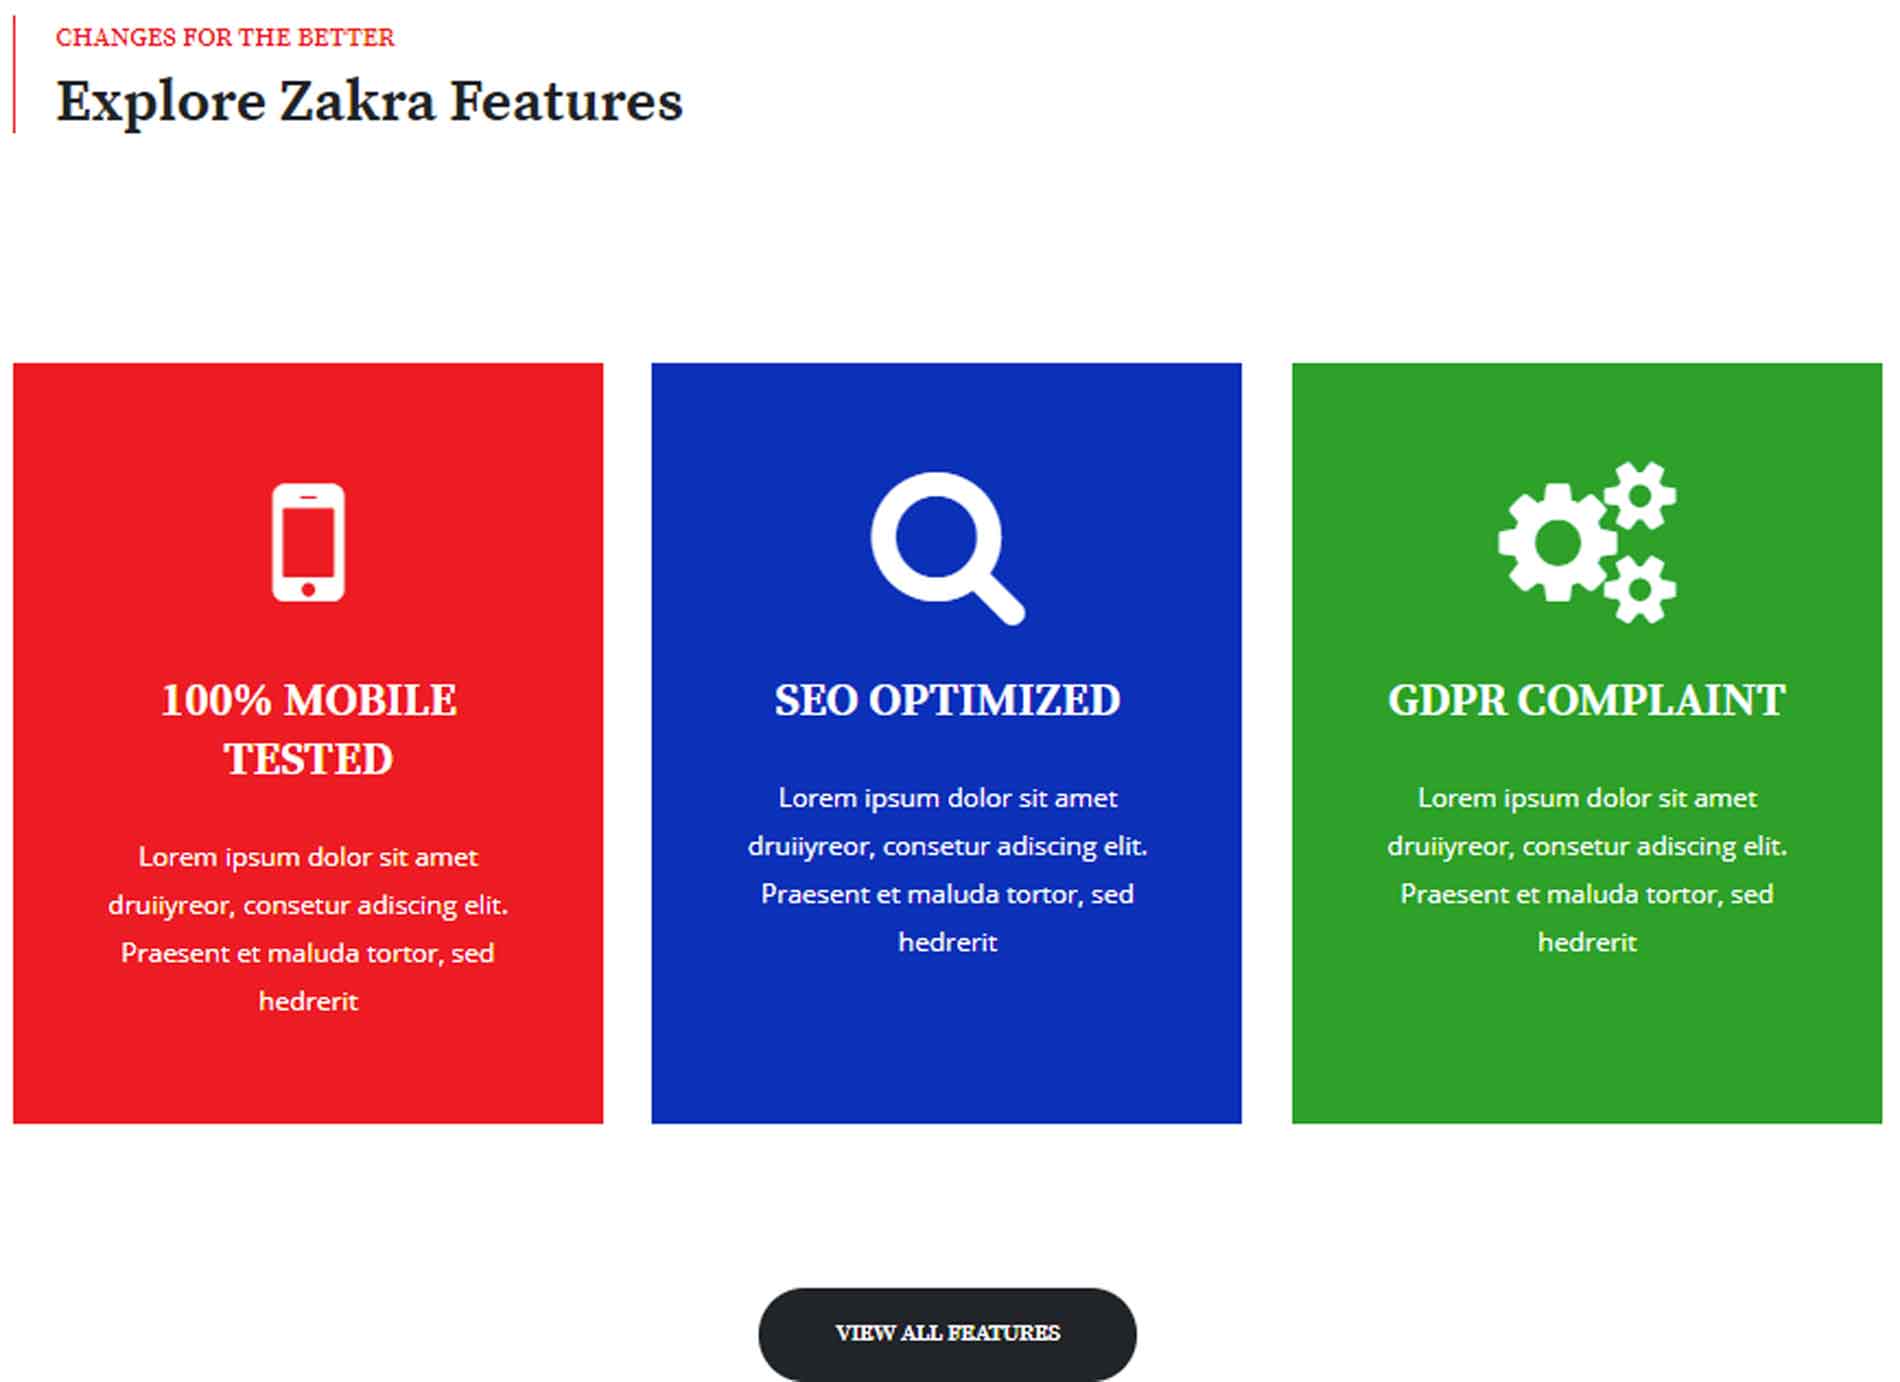 CHANGES FOR THE BETTER
Explore Zakra Features
100% MOBILE
TESTED
Lorem ipsum dolor sit amet
druiiyreor, consetur adiscing elit.
Praesent et maluda tortor, sed
hedrerit
SEO OPTIMIZED
Lorem ipsum dolor sit amet
druiiyreor, consetur adiscing elit.
Praesent et maluda tortor, sed
hedrerit
GDPR COMPLAINT
Lorem ipsum dolor sit amet
druiiyreor, consetur adiscing elit.
Praesent et maluda tortor, sed
hedrerit
VIEW ALL FEATURES